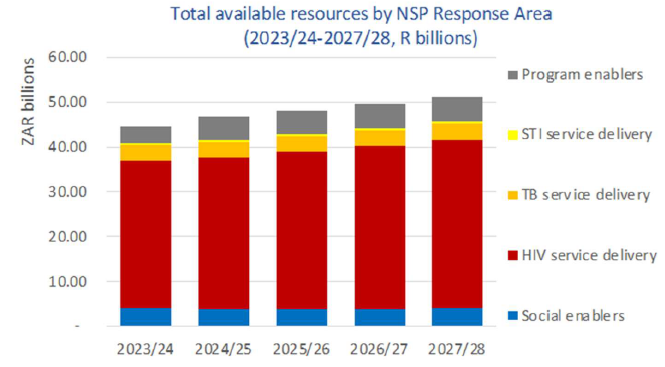 Total available resources by NSP Response Area
(2023/24-2027/28, R billions)
ZAR billions
60.00
50.00
40.00
30.00
20.00
10.00
-
2023/24 2024/25 2025/26 2026/27 2027/28
Program enablers
STI service delivery
TB service delivery
HIV service delivery
Social enablers